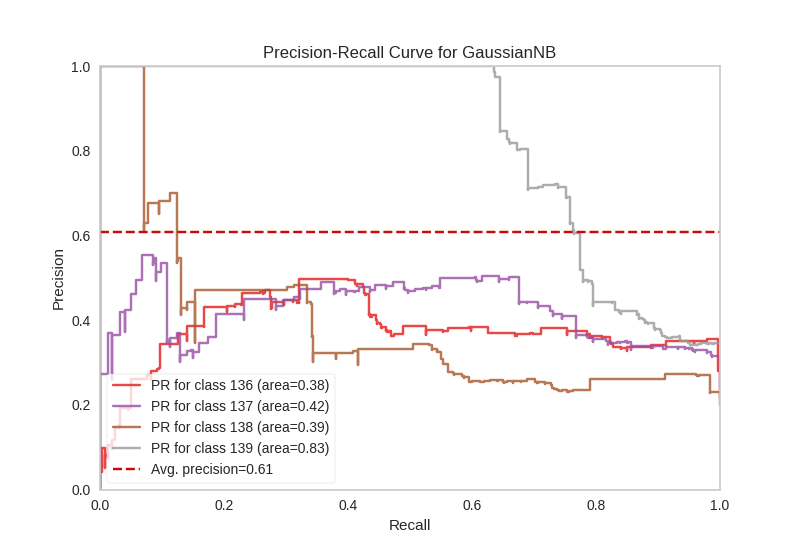 Precision-Recall Curve for GaussianNB
1.0
0.8
0.6
0.4
0.2
0.0
Precision
PR for class 136 (area=0.38)
PR for class 137 (area=0.42)
PR for class 138 (area=0.39)
PR for class 139 (area=0.83)
Avg. precision=0.61
0.0 0.2 0.4 0.6 0.8 1.0
Recall